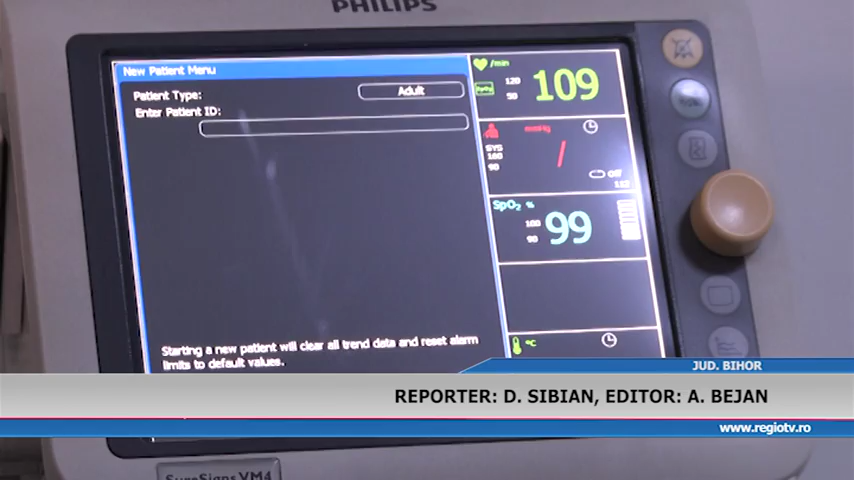 PHILIPS
New Patient Menu
Patient Type:
Adult
Enter Patient ID:
Starting a new patient will clear all trend data and reset alarm
limits to default values.
/min
120
50
109
mmHg
SYS
160
90
/
Off
SpO₂ %
100
90
99
°C
JUD. BIHOR
REPORTER: D. SIBIAN, EDITOR: A. BEJAN
www.regiotv.ro
SureSigns VM4